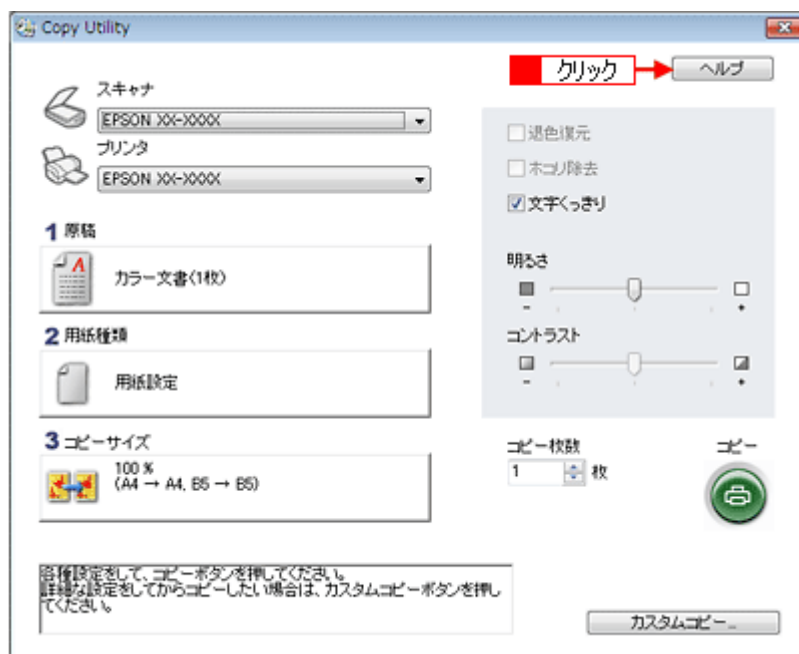 Copy Utility
クリック
ヘルプ
スキャナ
EPSON XX-XXXX
プリンタ
EPSON XX-XXXX
1 原稿
カラー文書(1枚)
2 用紙種類
用紙設定
3 コピーサイズ
100 %
(A4 → A4, B5 → B5)
退色復元
ホコリ除去
文字くっきり
明るさ
- +
コントラスト
- +
コピー枚数
1 枚
コピー
各種設定をして、コピーボタンを押してください。
詳細な設定をしてからコピーしたい場合は、カスタムコピーボタンを押し
てください。
カスタムコピー...